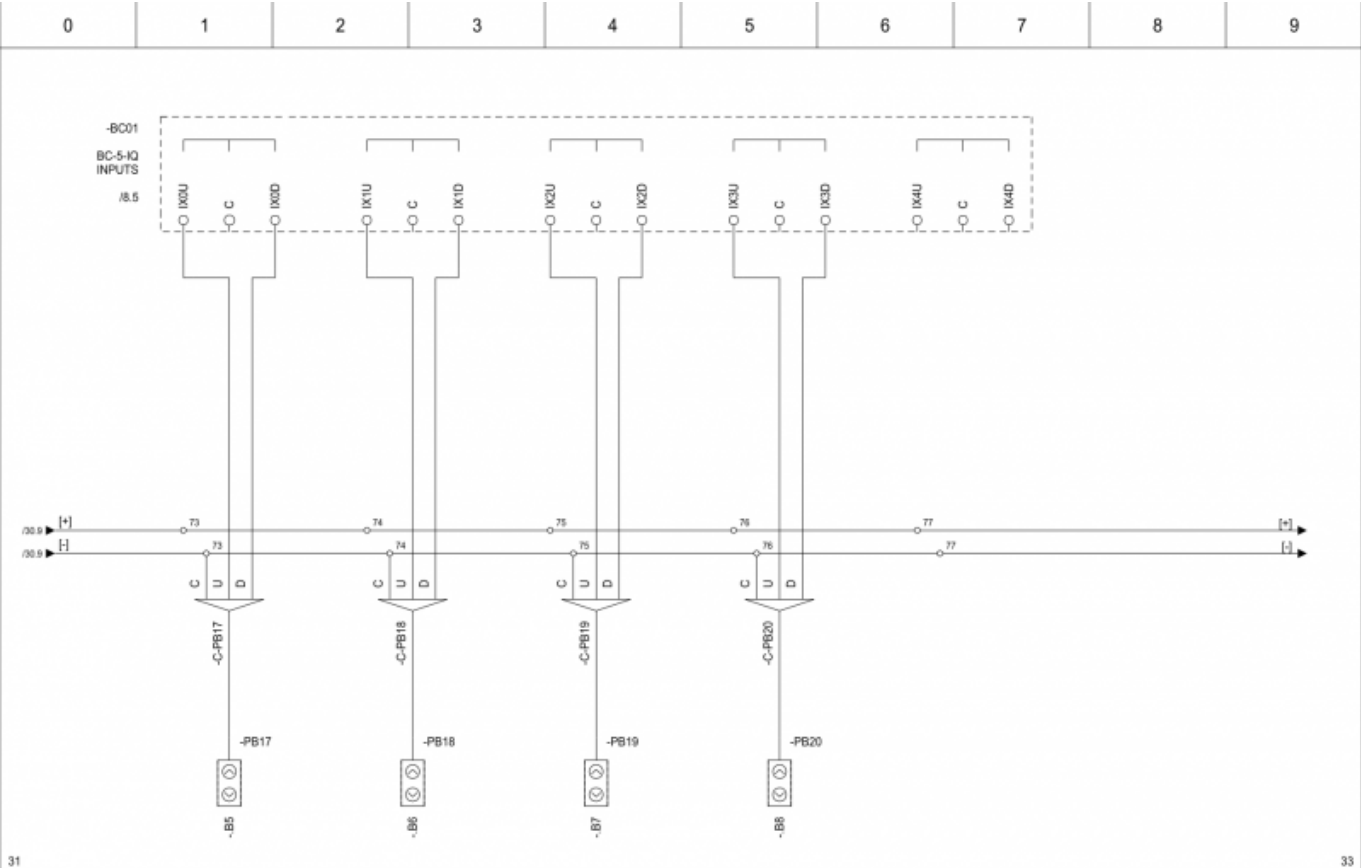 0 1 2 3 4 5 6 7 8 9
-BC01
BC-5-IQ
INPUTS
/8.5
IX0U C IX0D IX1U C IX1D IX2U C IX2D IX3U C IX3D IX4U C IX4D
/30.9 [+] 73 74 75 76 77 [+]
/30.9 [-] 73 74 75 76 77 [-]
C U D C U D C U D C U D
-C-PB17 -C-PB18 -C-PB19 -C-PB20
-PB17 -PB18 -PB19 -PB20
-.B5 -.B6 -.B7 -.B8
31 33